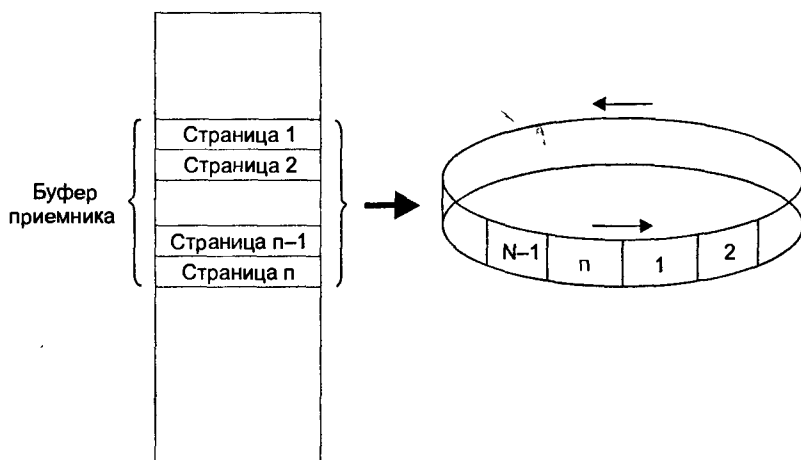 Страница 1
Страница 2
Буфер
приемника
Страница n–1
Страница n
N–1 n 1 2